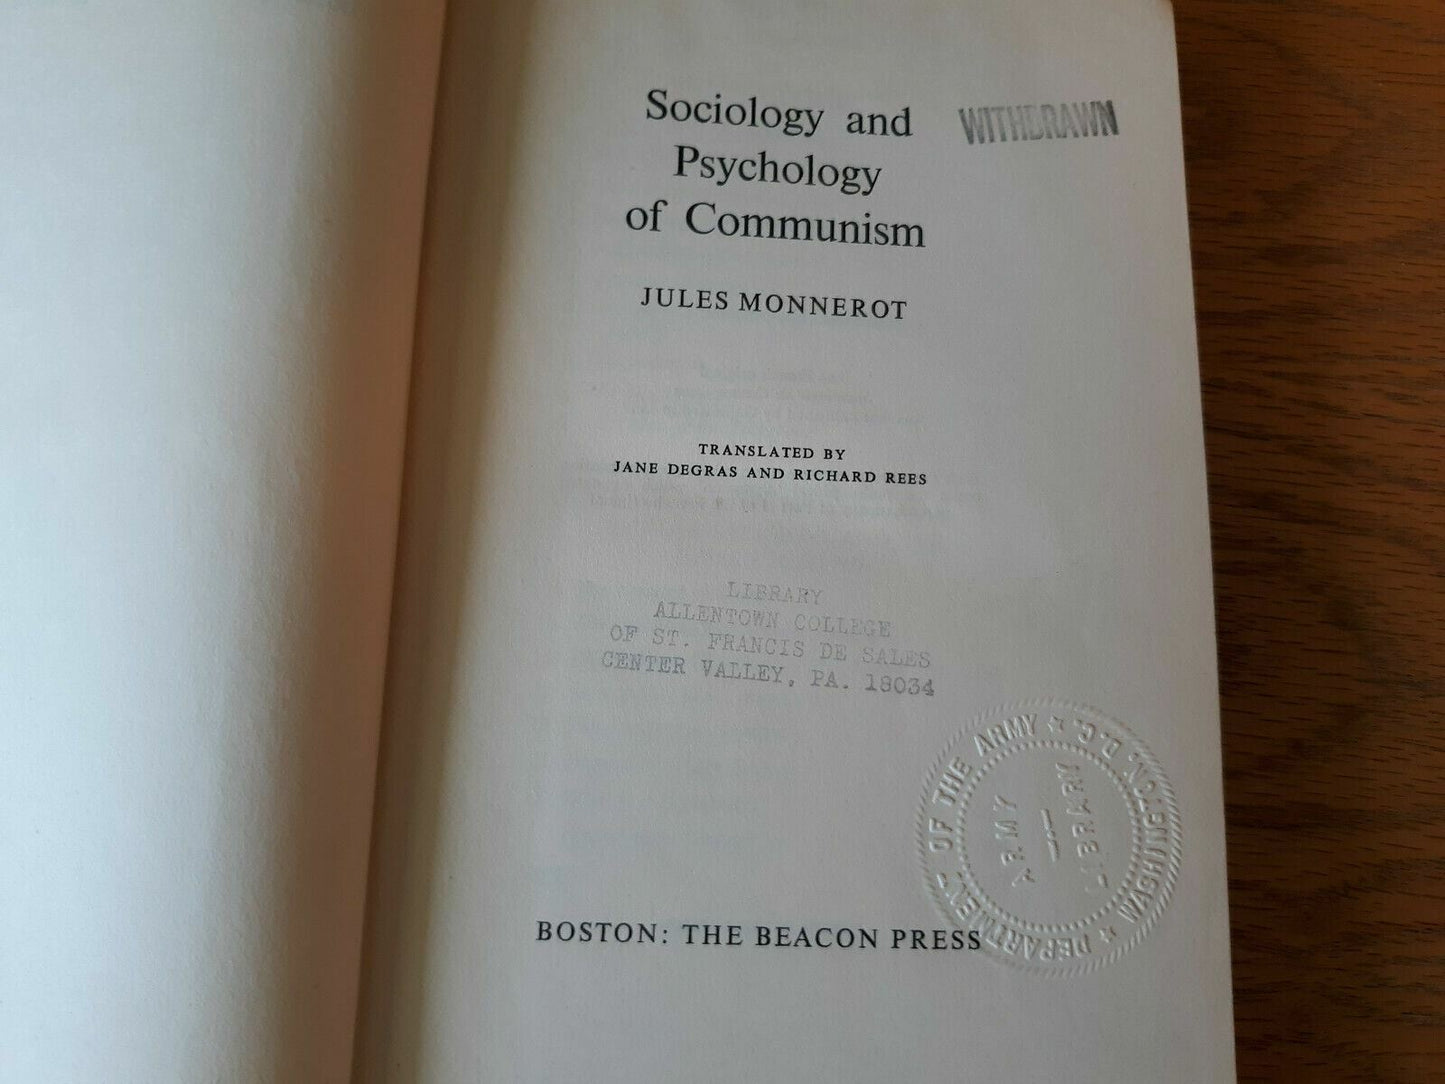 Sociology and
Psychology
of Communism
WITHDRAWN
JULES MONNEROT
TRANSLATED BY
JANE DEGRAS AND RICHARD REES
LIBRARY
ALLENTOWN COLLEGE
OF ST. FRANCIS DE SALES
CENTER VALLEY, PA. 18034
DEPARTMENT OF THE ARMY
WASHINGTON, D.C.
ARMY
LIBRARY
BOSTON: THE BEACON PRESS